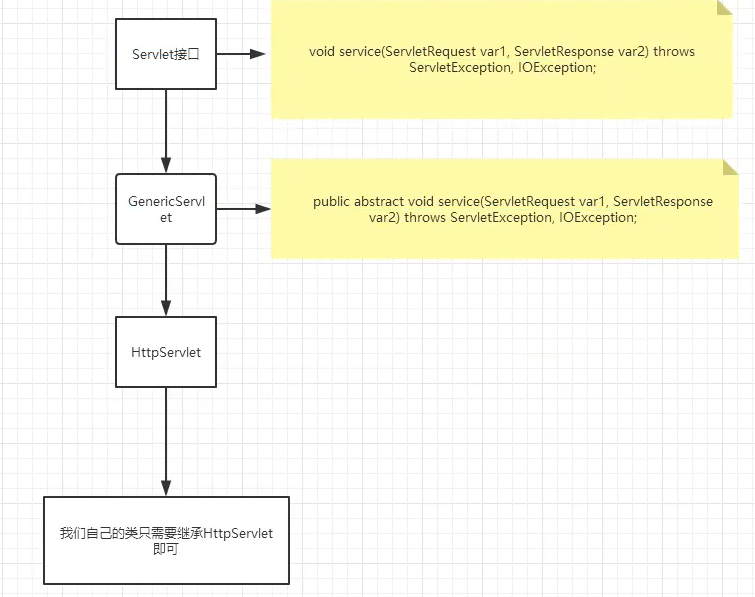 Servlet接口
void service(ServletRequest var1, ServletResponse var2) throws
ServletException, IOException;
GenericServl
et
public abstract void service(ServletRequest var1, ServletResponse
var2) throws ServletException, IOException;
HttpServlet
我们自己的类只需要继承HttpServlet
即可